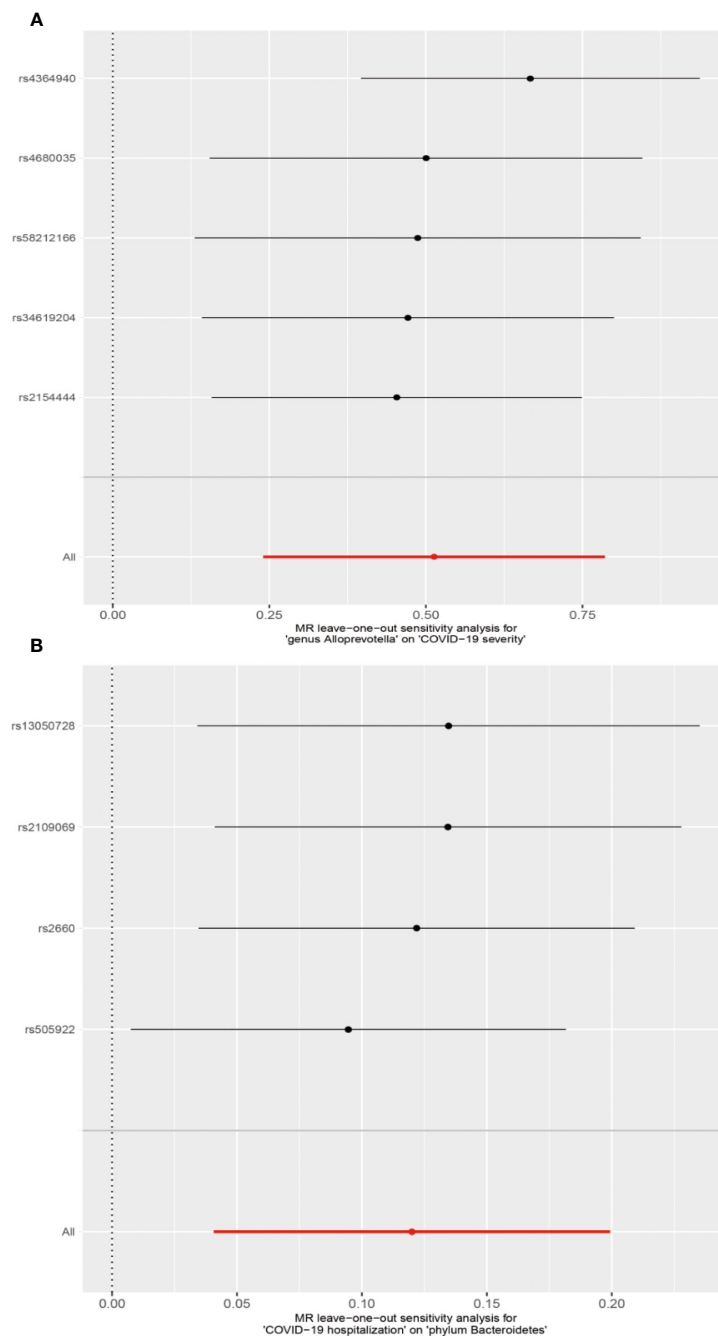 A
rs4364940
rs4680035
rs58212166
rs34619204
rs2154444
All
0.00 0.25 0.50 0.75
MR leave−one−out sensitivity analysis for
'genus Alloprevotella' on 'COVID−19 severity'
B
rs13050728
rs2109069
rs2660
rs505922
All
0.00 0.05 0.10 0.15 0.20
MR leave−one−out sensitivity analysis for
'COVID−19 hospitalization' on 'phylum Bacteroidetes'